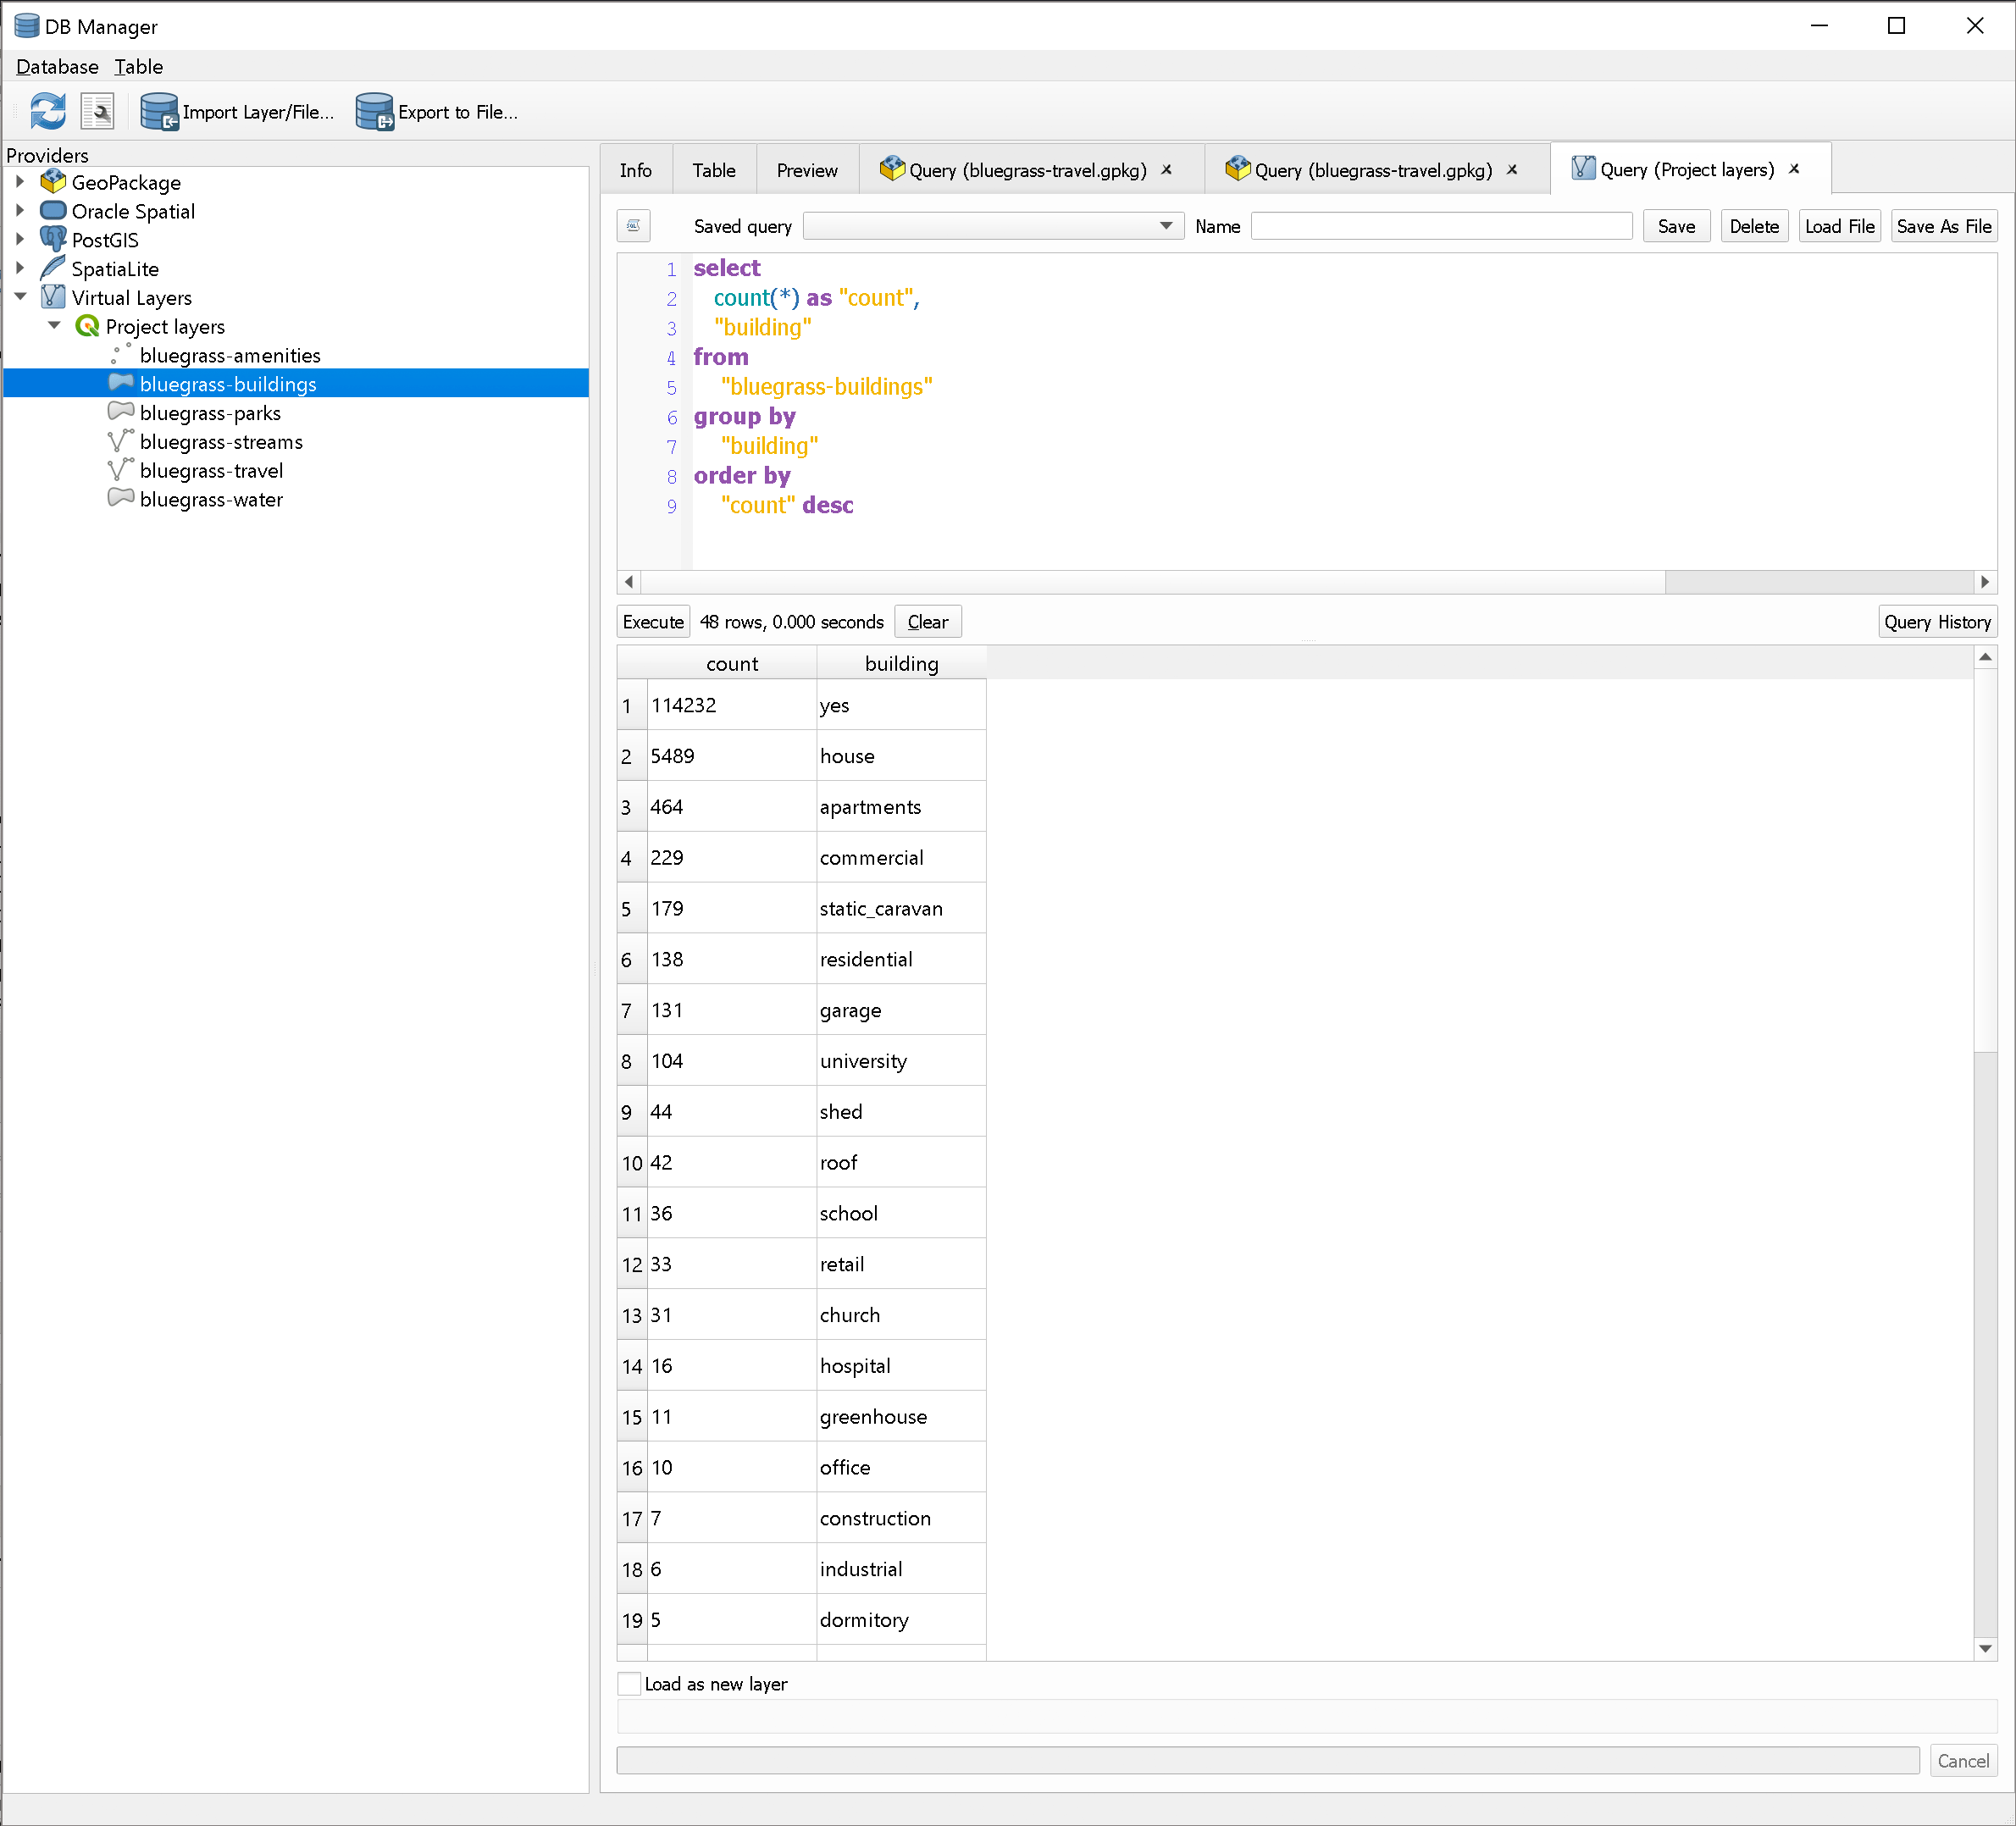 DB Manager
Database Table
Import Layer/File... Export to File...
Providers
GeoPackage
Oracle Spatial
PostGIS
SpatiaLite
Virtual Layers
Project layers
bluegrass-amenities
bluegrass-buildings
bluegrass-parks
bluegrass-streams
bluegrass-travel
bluegrass-water
Info Table Preview Query (bluegrass-travel.gpkg) Query (bluegrass-travel.gpkg) Query (Project layers)
Saved query Name Save Delete Load File Save As File
1 select
2 count(*) as "count",
3 "building"
4 from
5 "bluegrass-buildings"
6 group by
7 "building"
8 order by
9 "count" desc
Execute 48 rows, 0.000 seconds Clear Query History
count building
1 114232 yes
2 5489 house
3 464 apartments
4 229 commercial
5 179 static_caravan
6 138 residential
7 131 garage
8 104 university
9 44 shed
10 42 roof
11 36 school
12 33 retail
13 31 church
14 16 hospital
15 11 greenhouse
16 10 office
17 7 construction
18 6 industrial
19 5 dormitory
Load as new layer
Cancel